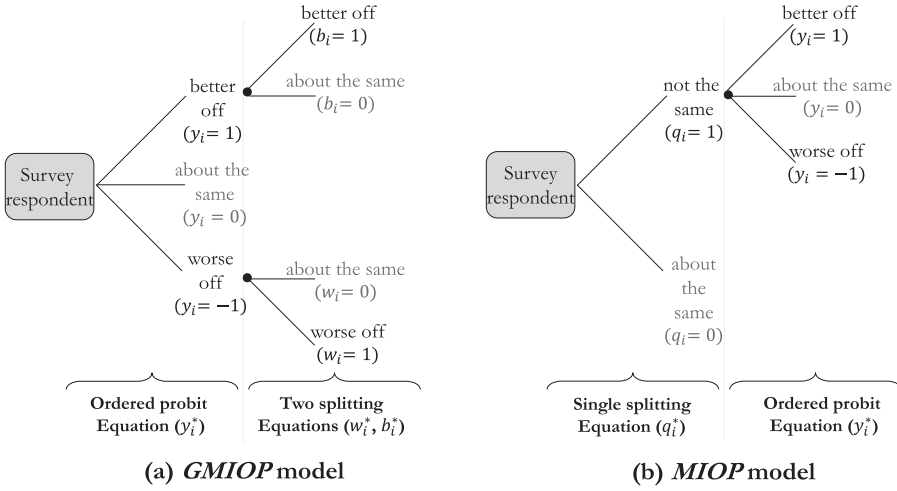 better off
(b_i = 1)
better
off
(y_i = 1)
about the same
(b_i = 0)
Survey
respondent
about the
same
(y_i = 0)
worse
off
(y_i = −1)
about the same
(w_i = 0)
worse off
(w_i = 1)
Ordered probit
Equation (y_i^*)
Two splitting
Equations (w_i^*, b_i^*)
(a) GMIOP model
better off
(y_i = 1)
not the
same
(q_i = 1)
about the same
(y_i = 0)
worse off
(y_i = −1)
Survey
respondent
about
the
same
(q_i = 0)
Single splitting
Equation (q_i^*)
Ordered probit
Equation (y_i^*)
(b) MIOP model